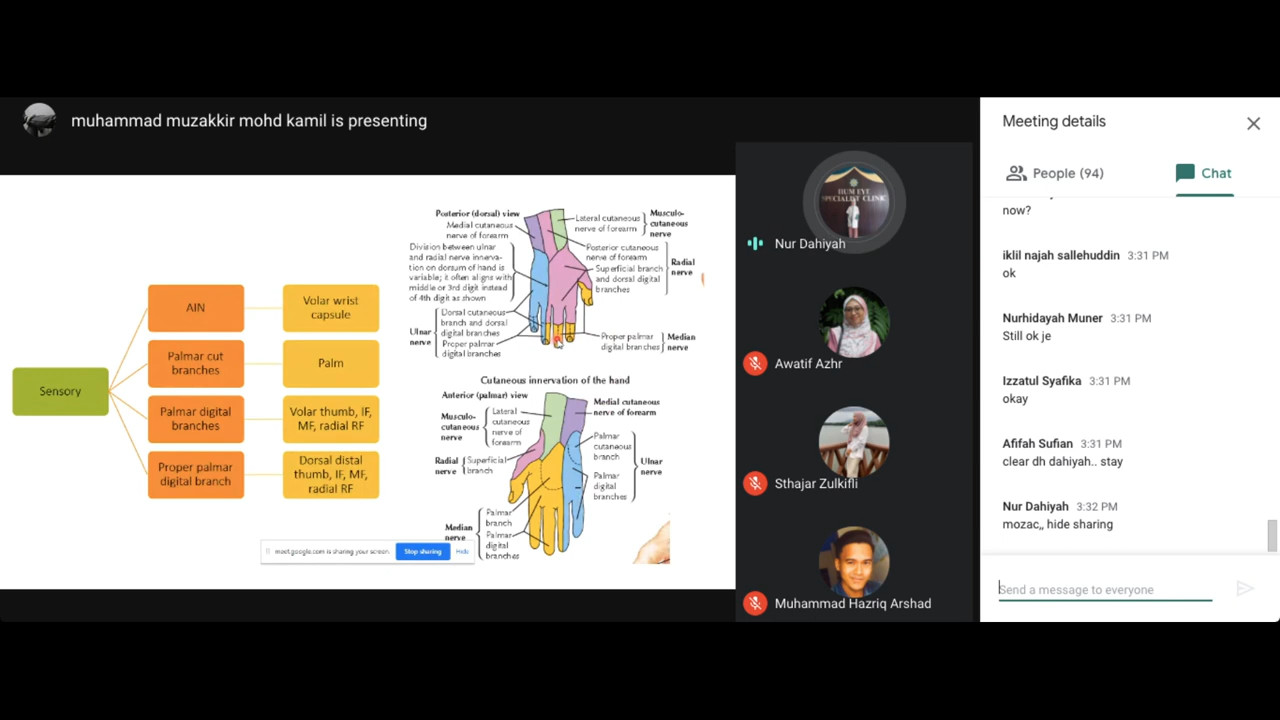 muhammad muzakkir mohd kamil is presenting
Sensory
AIN
Volar wrist
capsule
Palmar cut
branches
Palm
Palmar digital
branches
Volar thumb, IF,
MF, radial RF
Proper palmar
digital branch
Dorsal distal
thumb, IF, MF,
radial RF
Posterior (dorsal) view
Medial cutaneous
nerve of forearm
Division between ulnar
and radial nerve innerva-
tion on dorsum of hand is
variable; it often aligns with
middle or 3rd digit instead
of 4th digit as shown
Ulnar
nerve
Dorsal cutaneous
branch and dorsal
digital branches
Proper palmar
digital branches
Lateral cutaneous
nerve of forearm
Musculo-
cutaneous
nerve
Posterior cutaneous
nerve of forearm
Superficial branch
and dorsal digital
branches
Radial
nerve
Proper palmar
digital branches
Median
nerve
Cutaneous innervation of the hand
Anterior (palmar) view
Musculo-
cutaneous
nerve
Lateral
cutaneous
nerve of
forearm
Radial
nerve
Superficial
branch
Median
nerve
Palmar
branch
Palmar
digital
branches
Medial cutaneous
nerve of forearm
Palmar
cutaneous
branch
Palmar
digital
branches
Ulnar
nerve
meet.google.com is sharing your screen.
Stop sharing
Hide
IIUM EYE
SPECIALIST CLINIC
Nur Dahiyah
Awatif Azhr
Sthajar Zulkifli
Muhammad Hazriq Arshad
Meeting details
People (94)
Chat
now?
iklil najah sallehuddin 3:31 PM
ok
Nurhidayah Muner 3:31 PM
Still ok je
Izzatul Syafika 3:31 PM
okay
Afifah Sufian 3:31 PM
clear dh dahiyah.. stay
Nur Dahiyah 3:32 PM
mozac,, hide sharing
Send a message to everyone